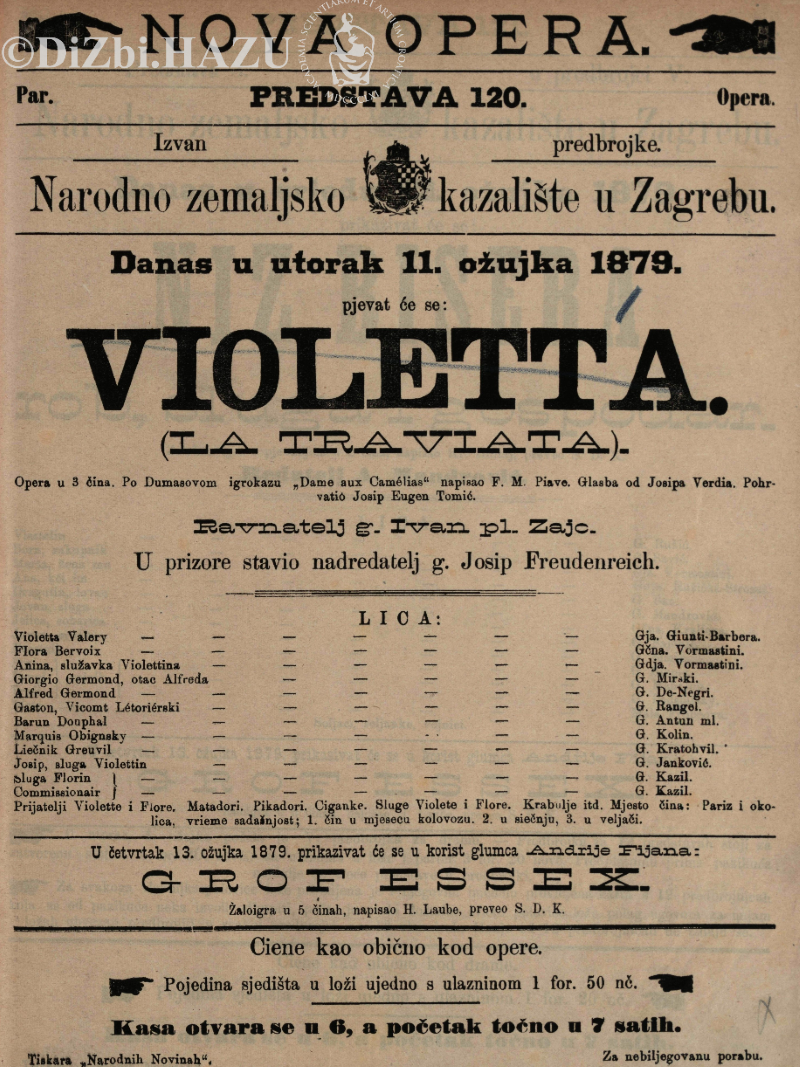 ©DiZbi.HAZU
NOVA OPERA.
Par. PREDSTAVA 120. Opera.
Izvan predbrojke.
Narodno zemaljsko kazalište u Zagrebu.
Danas u utorak 11. ožujka 1879.
pjevat će se:
VIOLETTA.
(LA TRAVIATA).
Opera u 3 čina. Po Dumasovom igrokazu „Dame aux Camélias“ napisao F. M. Piave. Glasba od Josipa Verdia. Pohr-
vatio Josip Eugen Tomić.
Ravnatelj g. Ivan pl. Zajc.
U prizore stavio nadredatelj g. Josip Freudenreich.
LICA:
Violetta Valery — — — — — — — Gja. Giunti-Barbera.
Flora Bervoix — — — — — — — Gčna. Vormastini.
Anina, služavka Violettina — — — — — — Gdja. Vormastini.
Giorgio Germond, otac Alfreda — — — — — — G. Mirski.
Alfred Germond — — — — — — — G. De-Negri.
Gaston, Vicomt Létoriérski — — — — — — G. Rangel.
Barun Douphal — — — — — — — G. Antun ml.
Marquis Obignsky — — — — — — — G. Kolin.
Liečnik Greuvil — — — — — — — G. Kratohvil.
Josip, sluga Violettin — — — — — — G. Janković.
Sluga Florin } — — — — — — — G. Kazil.
Commissionair } — — — — — — — G. Kazil.
Prijatelji Violette i Flore. Matadori. Pikadori. Ciganke. Sluge Violete i Flore. Krabulje itd. Mjesto čina: Pariz i oko-
lica, vrieme sadašnjost; 1. čin u mjesecu kolovozu. 2. u siečnju, 3. u veljači.
U četvrtak 13. ožujka 1879. prikazivat će se u korist glumca Andrije Fijana:
GROF ESSEX.
Žaloigra u 5 činah, napisao H. Laube, preveo S. D. K.
Ciene kao obično kod opere.
Pojedina sjedišta u loži ujedno s ulazninom 1 for. 50 nč.
Kasa otvara se u 6, a početak točno u 7 satih.
Tiskara „Narodnih Novinah“. Za nebiljegovanu porabu.